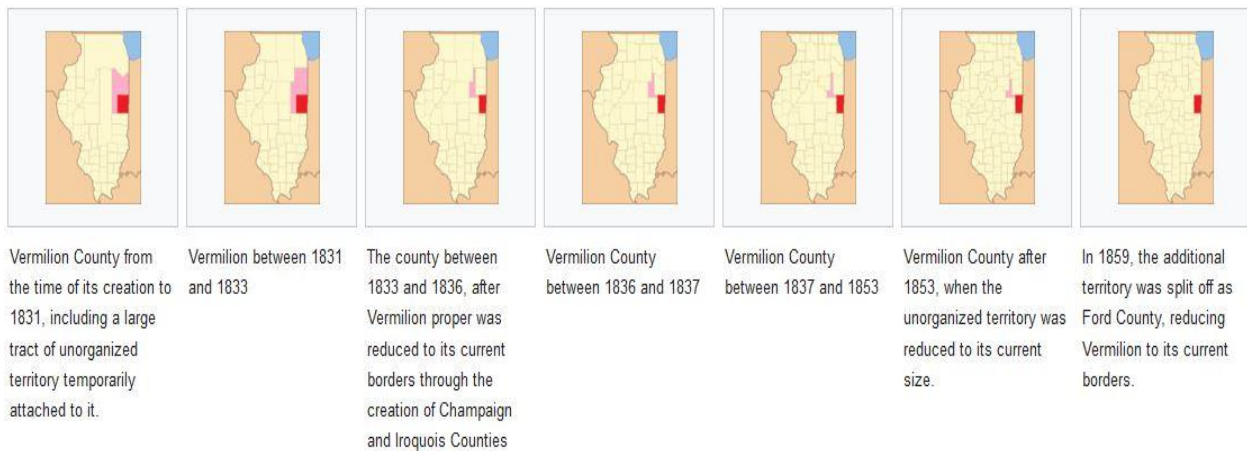 Vermilion County from
the time of its creation to
1831, including a large
tract of unorganized
territory temporarily
attached to it.
Vermilion between 1831
and 1833
The county between
1833 and 1836, after
Vermilion proper was
reduced to its current
borders through the
creation of Champaign
and Iroquois Counties
Vermilion County
between 1836 and 1837
Vermilion County
between 1837 and 1853
Vermilion County after
1853, when the
unorganized territory was
reduced to its current
size.
In 1859, the additional
territory was split off as
Ford County, reducing
Vermilion to its current
borders.